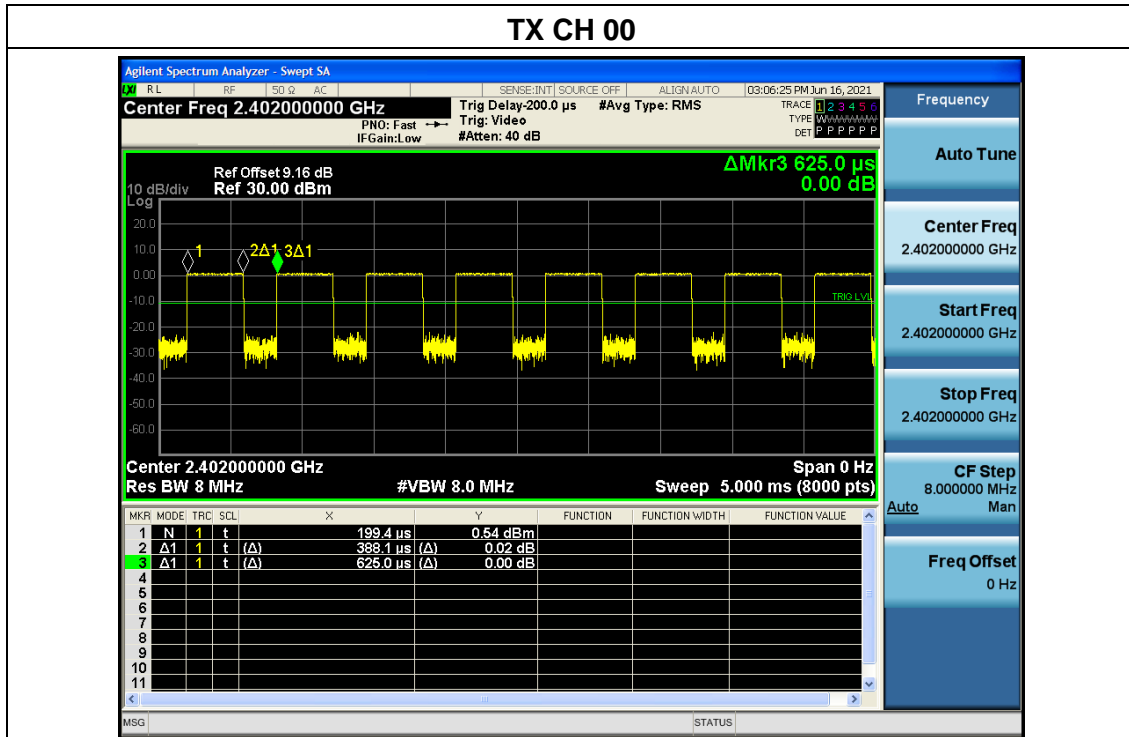 TX CH 00
Agilent Spectrum Analyzer - Swept SA
LXI RL RF 50 Ω AC SENSE:INT SOURCE OFF ALIGN AUTO 03:06:25 PM Jun 16, 2021
Center Freq 2.402000000 GHz Trig Delay-200.0 µs #Avg Type: RMS TRACE 1 2 3 4 5 6
PNO: Fast Trig: Video TYPE
IFGain:Low #Atten: 40 dB DET P P P P P P
ΔMkr3 625.0 µs
0.00 dB
Ref Offset 9.16 dB
10 dB/div Ref 30.00 dBm
Log
20.0
10.0
0.00
-10.0
-20.0
-30.0
-40.0
-50.0
-60.0
1 2Δ1 3Δ1
TRIG LVL
Center 2.402000000 GHz Span 0 Hz
Res BW 8 MHz #VBW 8.0 MHz Sweep 5.000 ms (8000 pts)
MKR MODE TRC SCL X Y FUNCTION FUNCTION WIDTH FUNCTION VALUE
1 N 1 t 199.4 µs 0.54 dBm
2 Δ1 1 t (Δ) 388.1 µs (Δ) 0.02 dB
3 Δ1 1 t (Δ) 625.0 µs (Δ) 0.00 dB
4
5
6
7
8
9
10
11
MSG STATUS
Frequency
Auto Tune
Center Freq
2.402000000 GHz
Start Freq
2.402000000 GHz
Stop Freq
2.402000000 GHz
CF Step
8.000000 MHz
Auto Man
Freq Offset
0 Hz